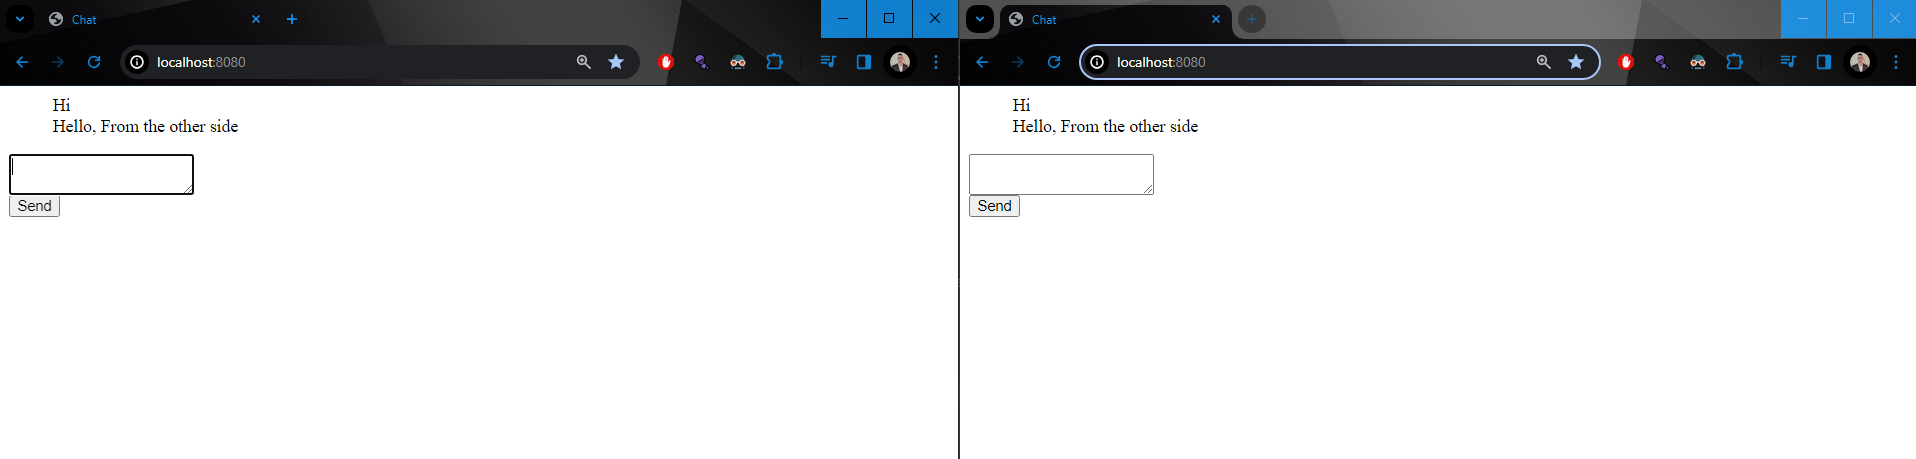 Chat
localhost:8080
Hi
Hello, From the other side
Send
Chat
localhost:8080
Hi
Hello, From the other side
Send